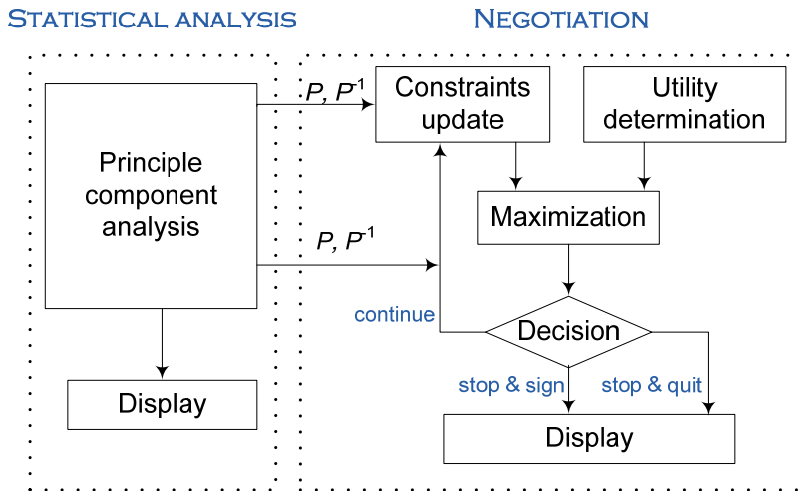 STATISTICAL ANALYSIS
NEGOTIATION
P, P⁻¹
Constraints
update
Utility
determination
Principle
component
analysis
Maximization
P, P⁻¹
continue
Decision
stop & sign
stop & quit
Display
Display